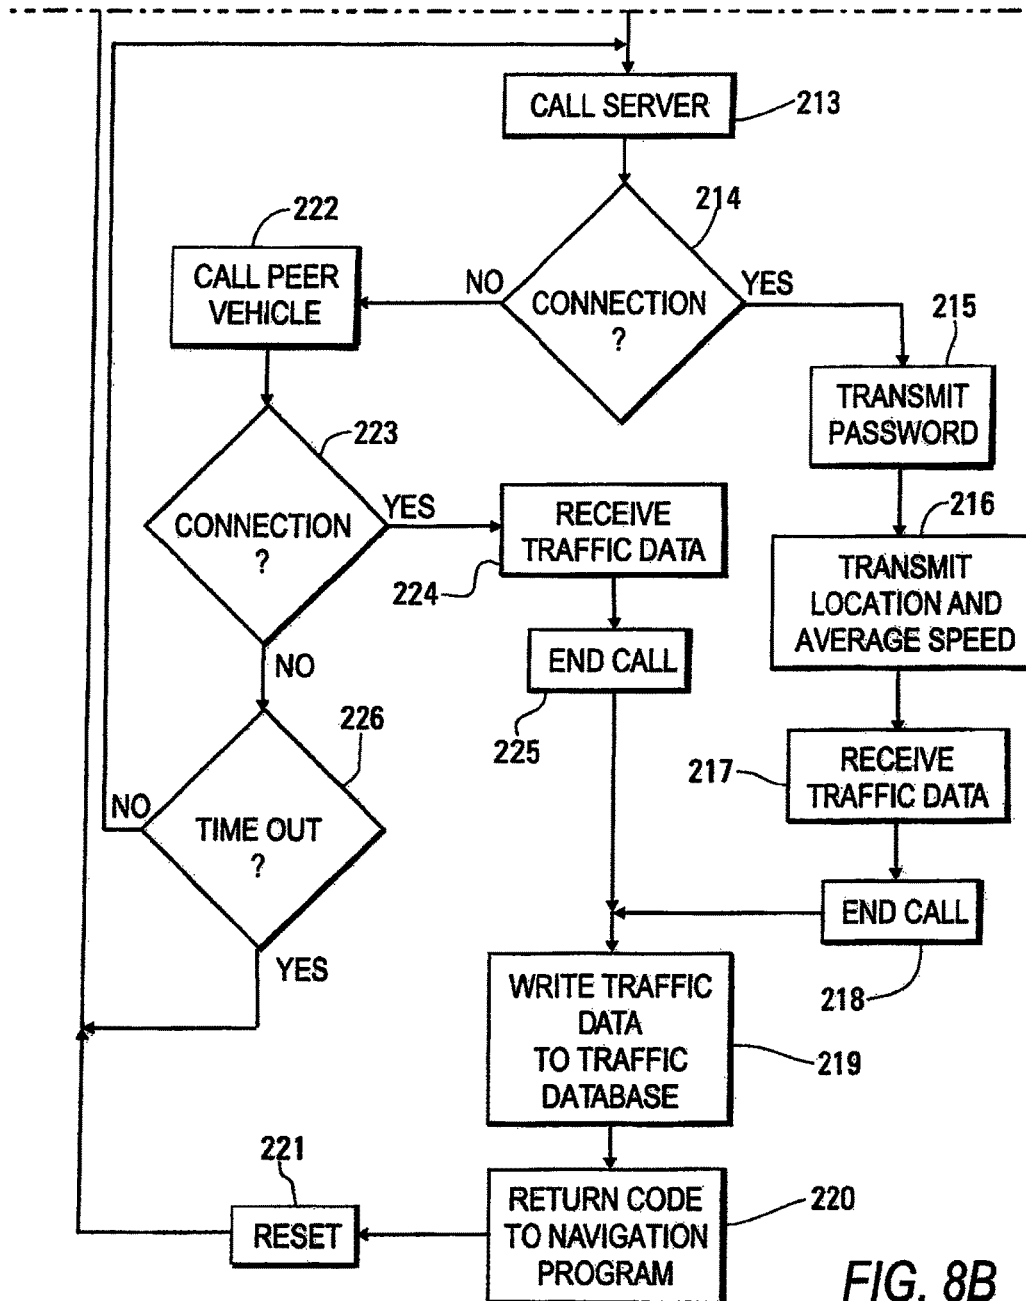 CALL SERVER
213
214
222
CALL PEER
VEHICLE
NO
YES
CONNECTION
?
215
TRANSMIT
PASSWORD
223
CONNECTION
?
YES
RECEIVE
TRAFFIC DATA
224
216
TRANSMIT
LOCATION AND
AVERAGE SPEED
END CALL
225
NO
226
217
RECEIVE
TRAFFIC DATA
NO
TIME OUT
?
YES
END CALL
218
WRITE TRAFFIC
DATA
TO TRAFFIC
DATABASE
219
221
RESET
RETURN CODE
TO NAVIGATION
PROGRAM
220
FIG. 8B